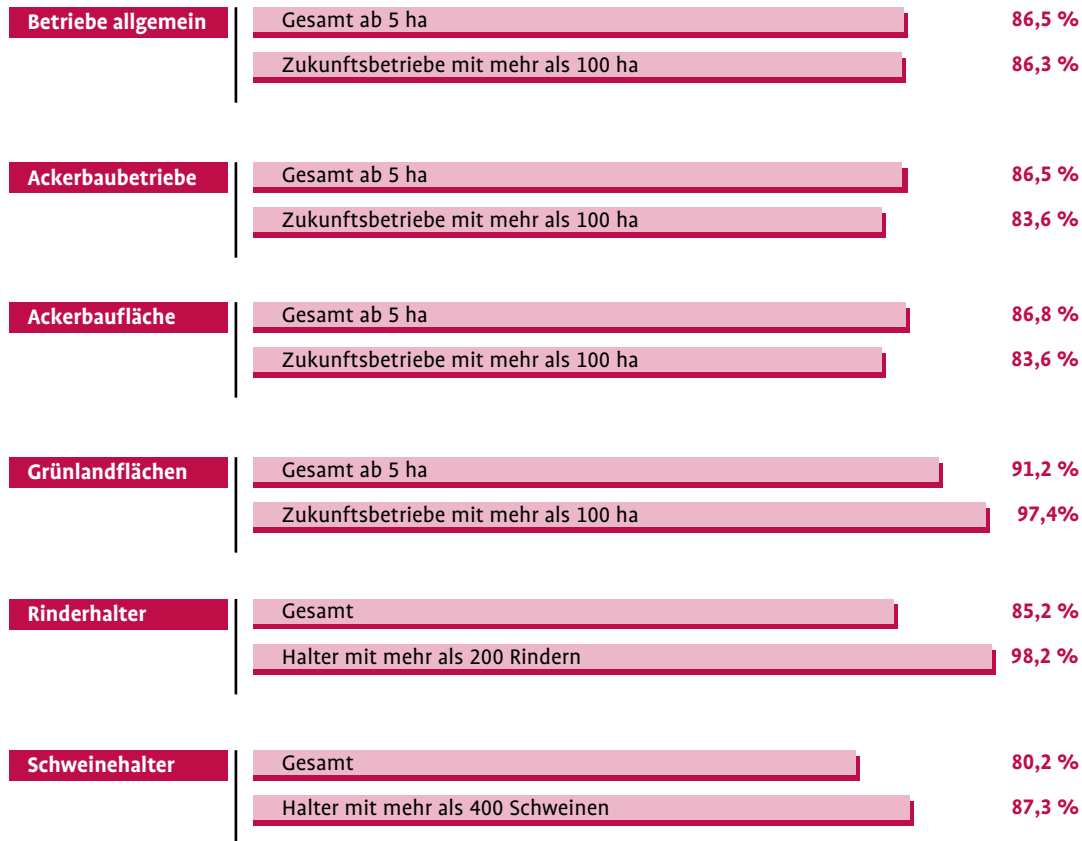 Betriebe allgemein
Gesamt ab 5 ha 86,5 %
Zukunftsbetriebe mit mehr als 100 ha 86,3 %
Ackerbaubetriebe
Gesamt ab 5 ha 86,5 %
Zukunftsbetriebe mit mehr als 100 ha 83,6 %
Ackerbaufläche
Gesamt ab 5 ha 86,8 %
Zukunftsbetriebe mit mehr als 100 ha 83,6 %
Grünlandflächen
Gesamt ab 5 ha 91,2 %
Zukunftsbetriebe mit mehr als 100 ha 97,4%
Rinderhalter
Gesamt 85,2 %
Halter mit mehr als 200 Rindern 98,2 %
Schweinehalter
Gesamt 80,2 %
Halter mit mehr als 400 Schweinen 87,3 %